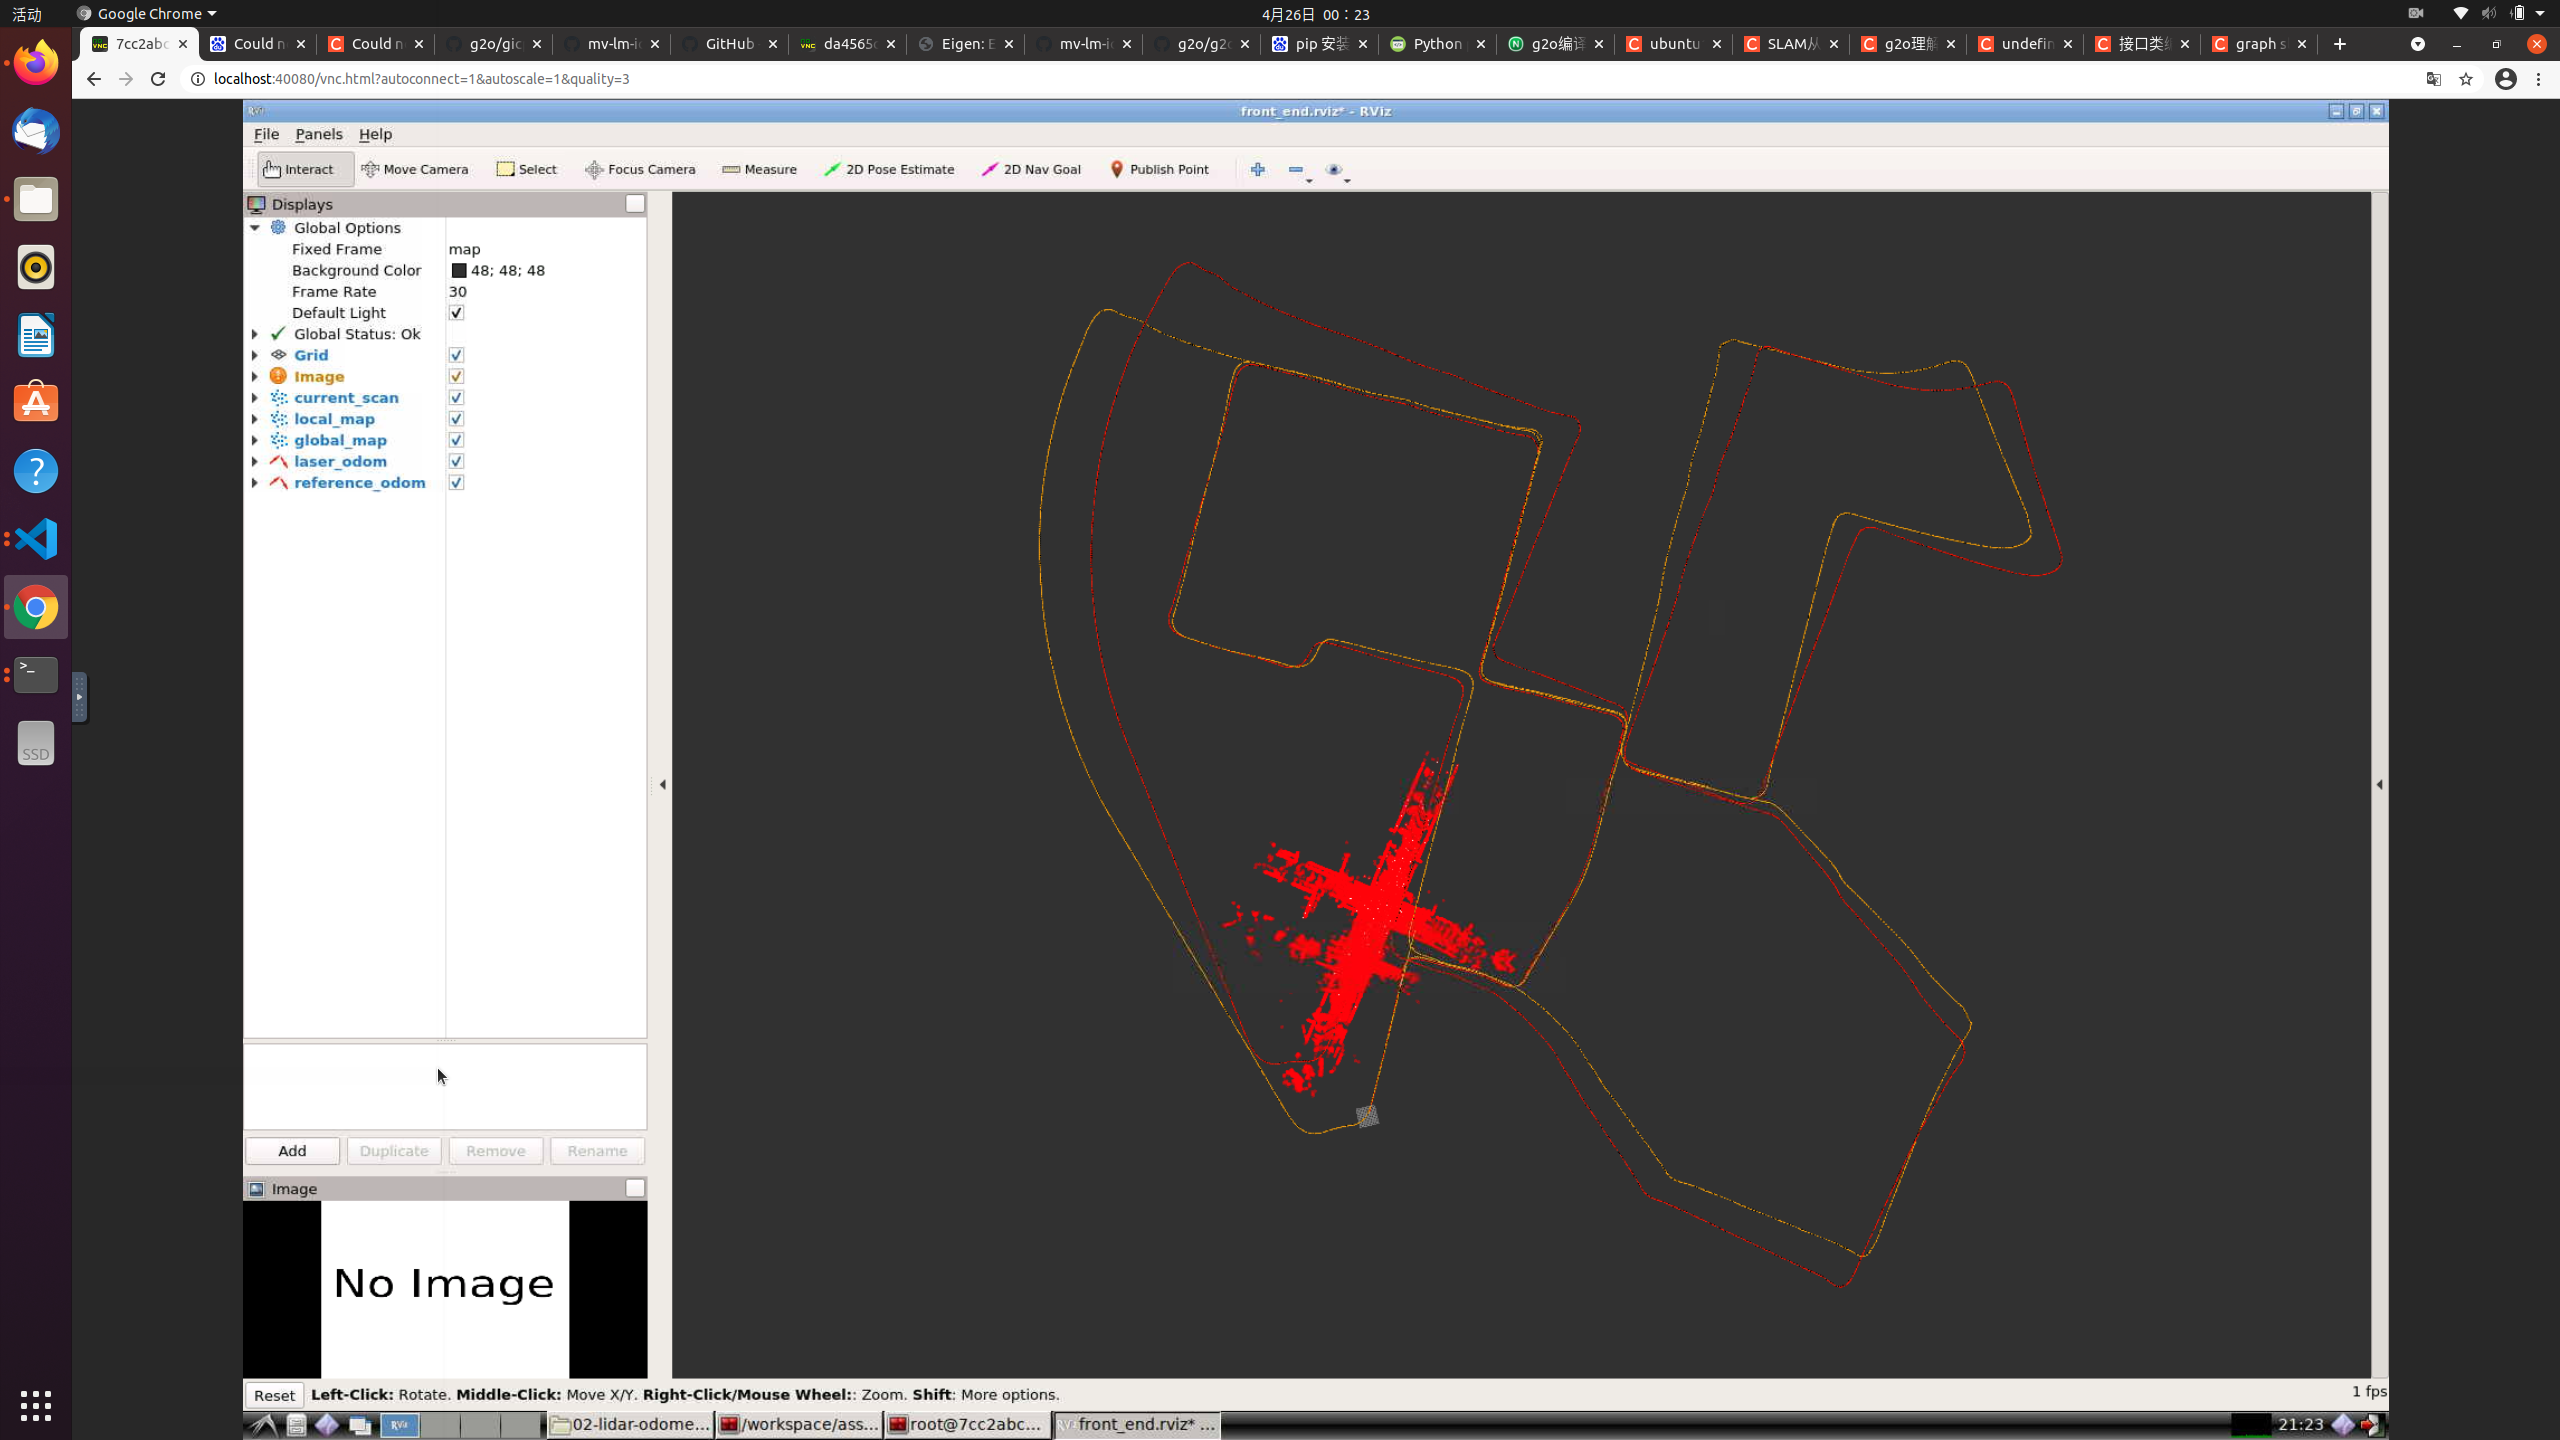 活动
Google Chrome
4月26日 00：23
7cc2abc
Could n
Could n
g2o/gic
mv-lm-i
GitHub
da4565
Eigen: E
mv-lm-i
g2o/g2
pip 安装
Python
g2o编译
ubuntu
SLAM从
g2o理解
undefin
接口类
graph s
localhost:40080/vnc.html?autoconnect=1&autoscale=1&quality=3
front_end.rviz* - RViz
File Panels Help
Interact Move Camera Select Focus Camera Measure 2D Pose Estimate 2D Nav Goal Publish Point
Displays
Global Options
Fixed Frame map
Background Color 48; 48; 48
Frame Rate 30
Default Light
Global Status: Ok
Grid
Image
current_scan
local_map
global_map
laser_odom
reference_odom
Add Duplicate Remove Rename
Image
No Image
SSD
Reset Left-Click: Rotate. Middle-Click: Move X/Y. Right-Click/Mouse Wheel:: Zoom. Shift: More options.
1 fps
RViz
02-lidar-odome...
/workspace/ass...
root@7cc2abc...
front_end.rviz* ...
21:23